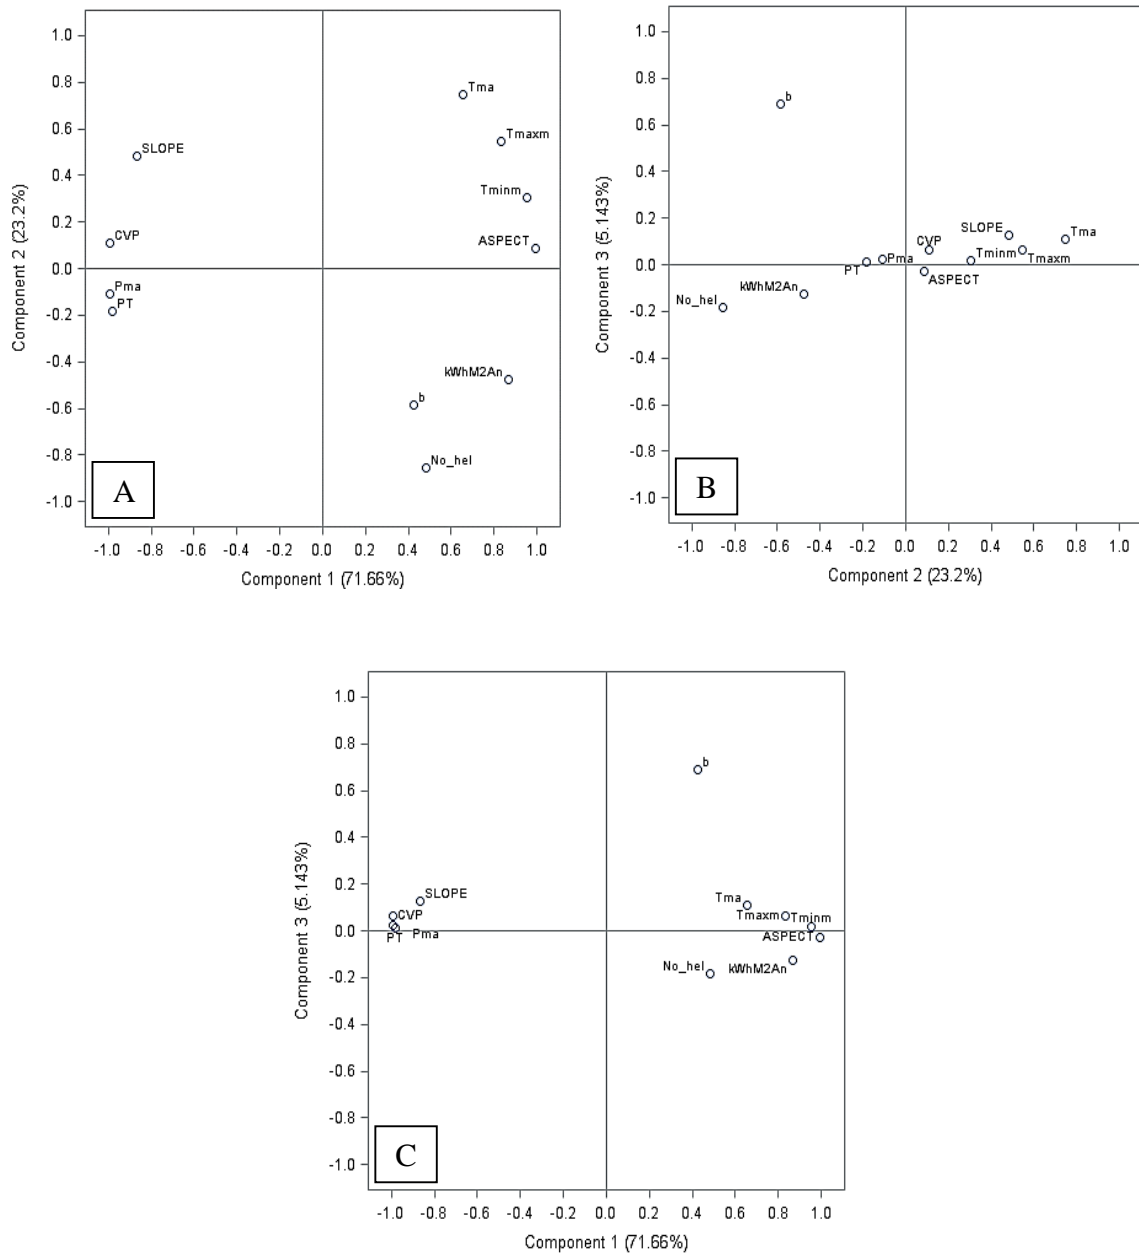 1.0
0.8
0.6
0.4
0.2
0.0
-0.2
-0.4
-0.6
-0.8
-1.0
Component 2 (23.2%)
Tma
Tmaxm
SLOPE
Tminm
ASPECT
CVP
Pma
PT
kWhM2An
b
No_hel
A
-1.0 -0.8 -0.6 -0.4 -0.2 0.0 0.2 0.4 0.6 0.8 1.0
Component 1 (71.66%)
1.0
0.8
0.6
0.4
0.2
0.0
-0.2
-0.4
-0.6
-0.8
-1.0
Component 3 (5.143%)
b
SLOPE
Tma
CVP
Tminm
Tmaxm
PT
Pma
ASPECT
kWhM2An
No_hel
B
-1.0 -0.8 -0.6 -0.4 -0.2 0.0 0.2 0.4 0.6 0.8 1.0
Component 2 (23.2%)
1.0
0.8
0.6
0.4
0.2
0.0
-0.2
-0.4
-0.6
-0.8
-1.0
Component 3 (5.143%)
b
SLOPE
Tma
CVP
Tmaxm
Tminm
PT
Pma
ASPECT
No_hel
kWhM2An
C
-1.0 -0.8 -0.6 -0.4 -0.2 0.0 0.2 0.4 0.6 0.8 1.0
Component 1 (71.66%)